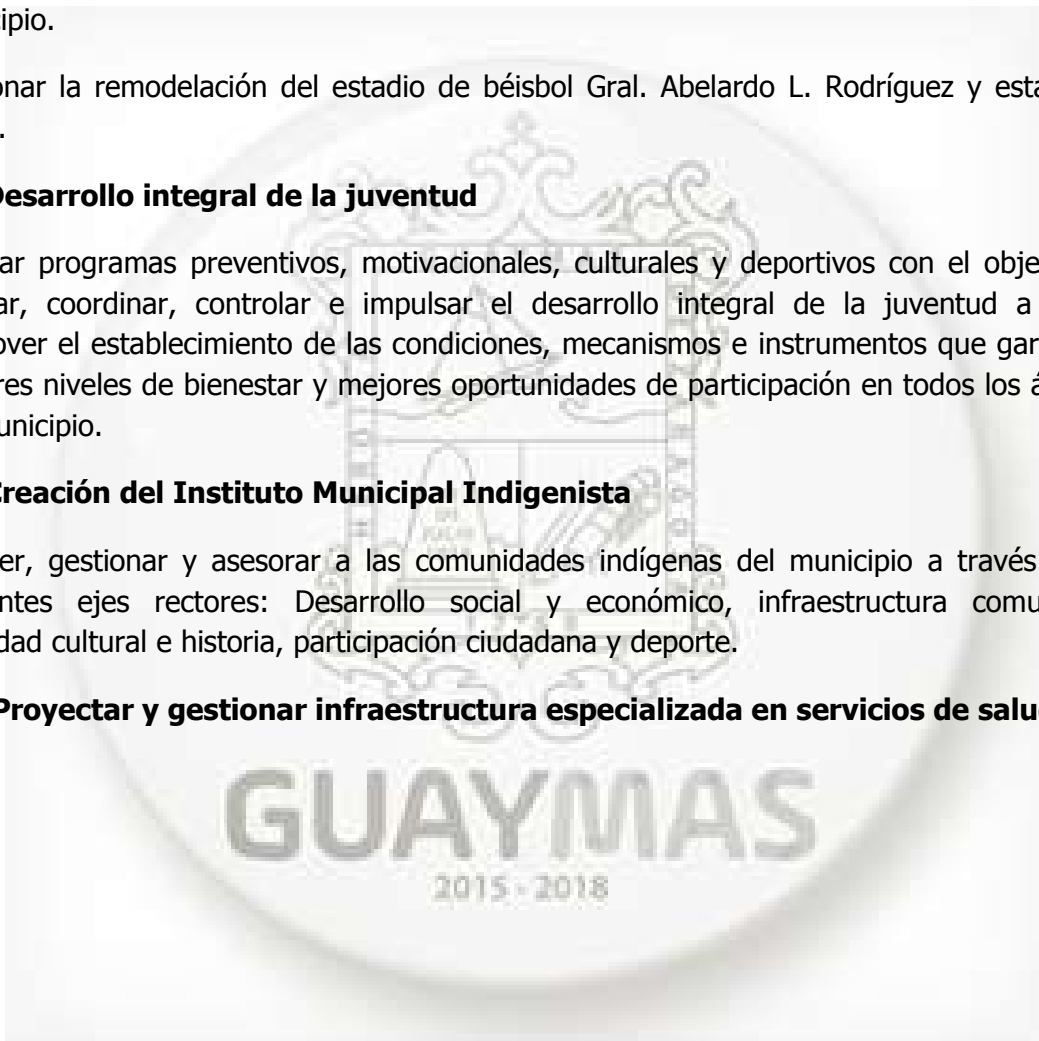 cipio.
onar la remodelación del estadio de béisbol Gral. Abelardo L. Rodríguez y esta
.
Desarrollo integral de la juventud
ar programas preventivos, motivacionales, culturales y deportivos con el obje
ar, coordinar, controlar e impulsar el desarrollo integral de la juventud a
over el establecimiento de las condiciones, mecanismos e instrumentos que gar
res niveles de bienestar y mejores oportunidades de participación en todos los á
unicipio.
Creación del Instituto Municipal Indigenista
er, gestionar y asesorar a las comunidades indígenas del municipio a través
ntes ejes rectores: Desarrollo social y económico, infraestructura comu
dad cultural e historia, participación ciudadana y deporte.
Proyectar y gestionar infraestructura especializada en servicios de salu
GUAYMAS
2015 - 2018